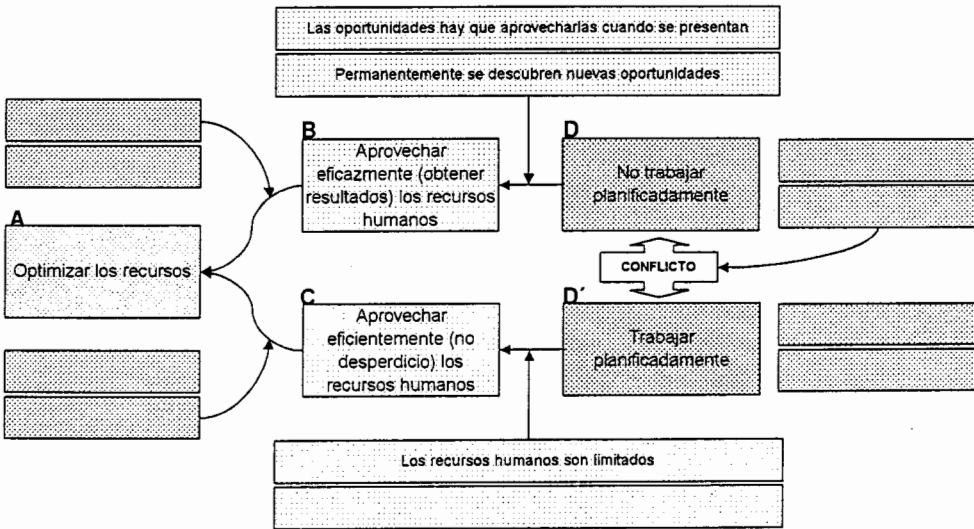 Las oportunidades hay que aprovecharlas cuando se presentan
Permanentemente se descubren nuevas oportunidades
B
Aprovechar
eficazmente (obtener
resultados) los recursos
humanos
D
No trabajar
planificadamente
A
Optimizar los recursos
CONFLICTO
C
Aprovechar
eficientemente (no
desperdicio) los
recursos humanos
D´
Trabajar
planificadamente
Los recursos humanos son limitados